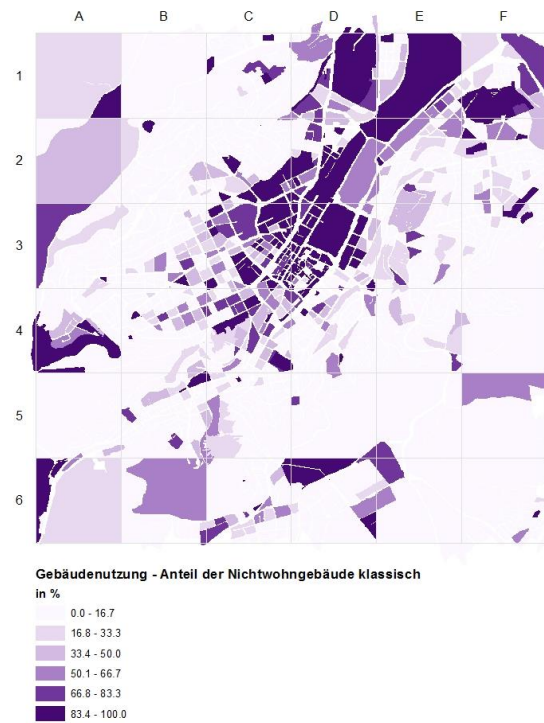 A B C D E F
1
2
3
4
5
6
Gebäudenutzung - Anteil der Nichtwohngebäude klassisch
in %
0.0 - 16.7
16.8 - 33.3
33.4 - 50.0
50.1 - 66.7
66.8 - 83.3
83.4 - 100.0